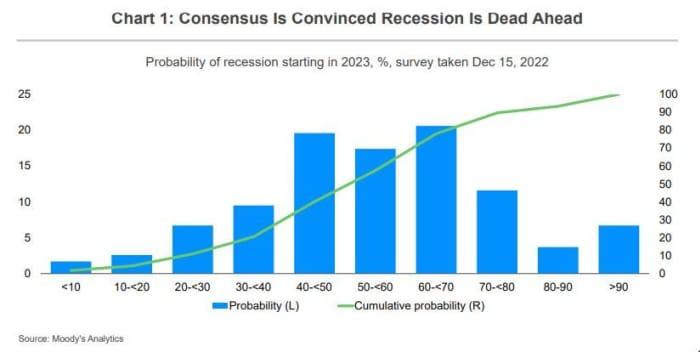 Chart 1: Consensus Is Convinced Recession Is Dead Ahead
Probability of recession starting in 2023, %, survey taken Dec 15, 2022
25 100
90
20 80
70
15 60
50
10 40
30
5 20
10
0 0
<10 10-<20 20-<30 30-<40 40-<50 50-<60 60-<70 70-<80 80-90 >90
Probability (L) Cumulative probability (R)
Source: Moody's Analytics